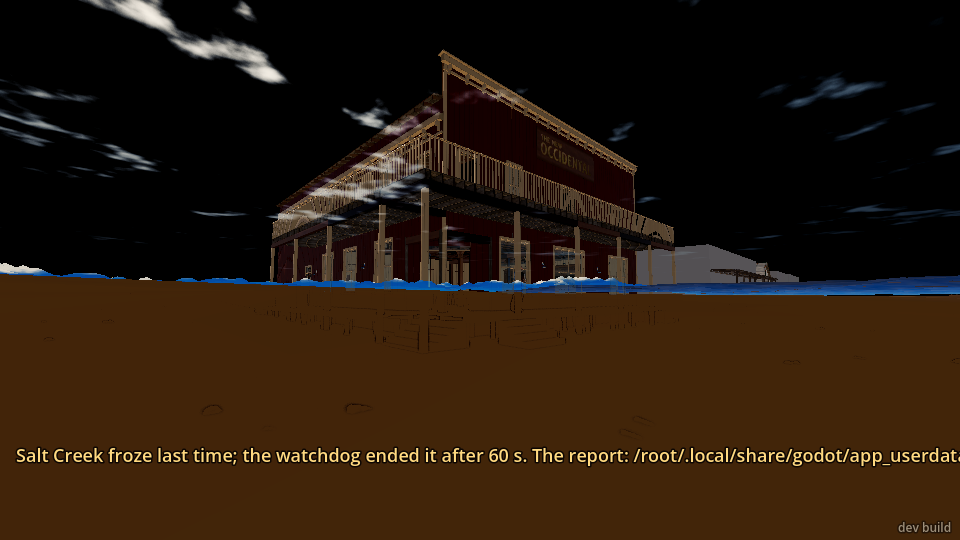 OCCIDENTAL
Salt Creek froze last time; the watchdog ended it after 60 s. The report: /root/.local/share/godot/app_userdata
dev build